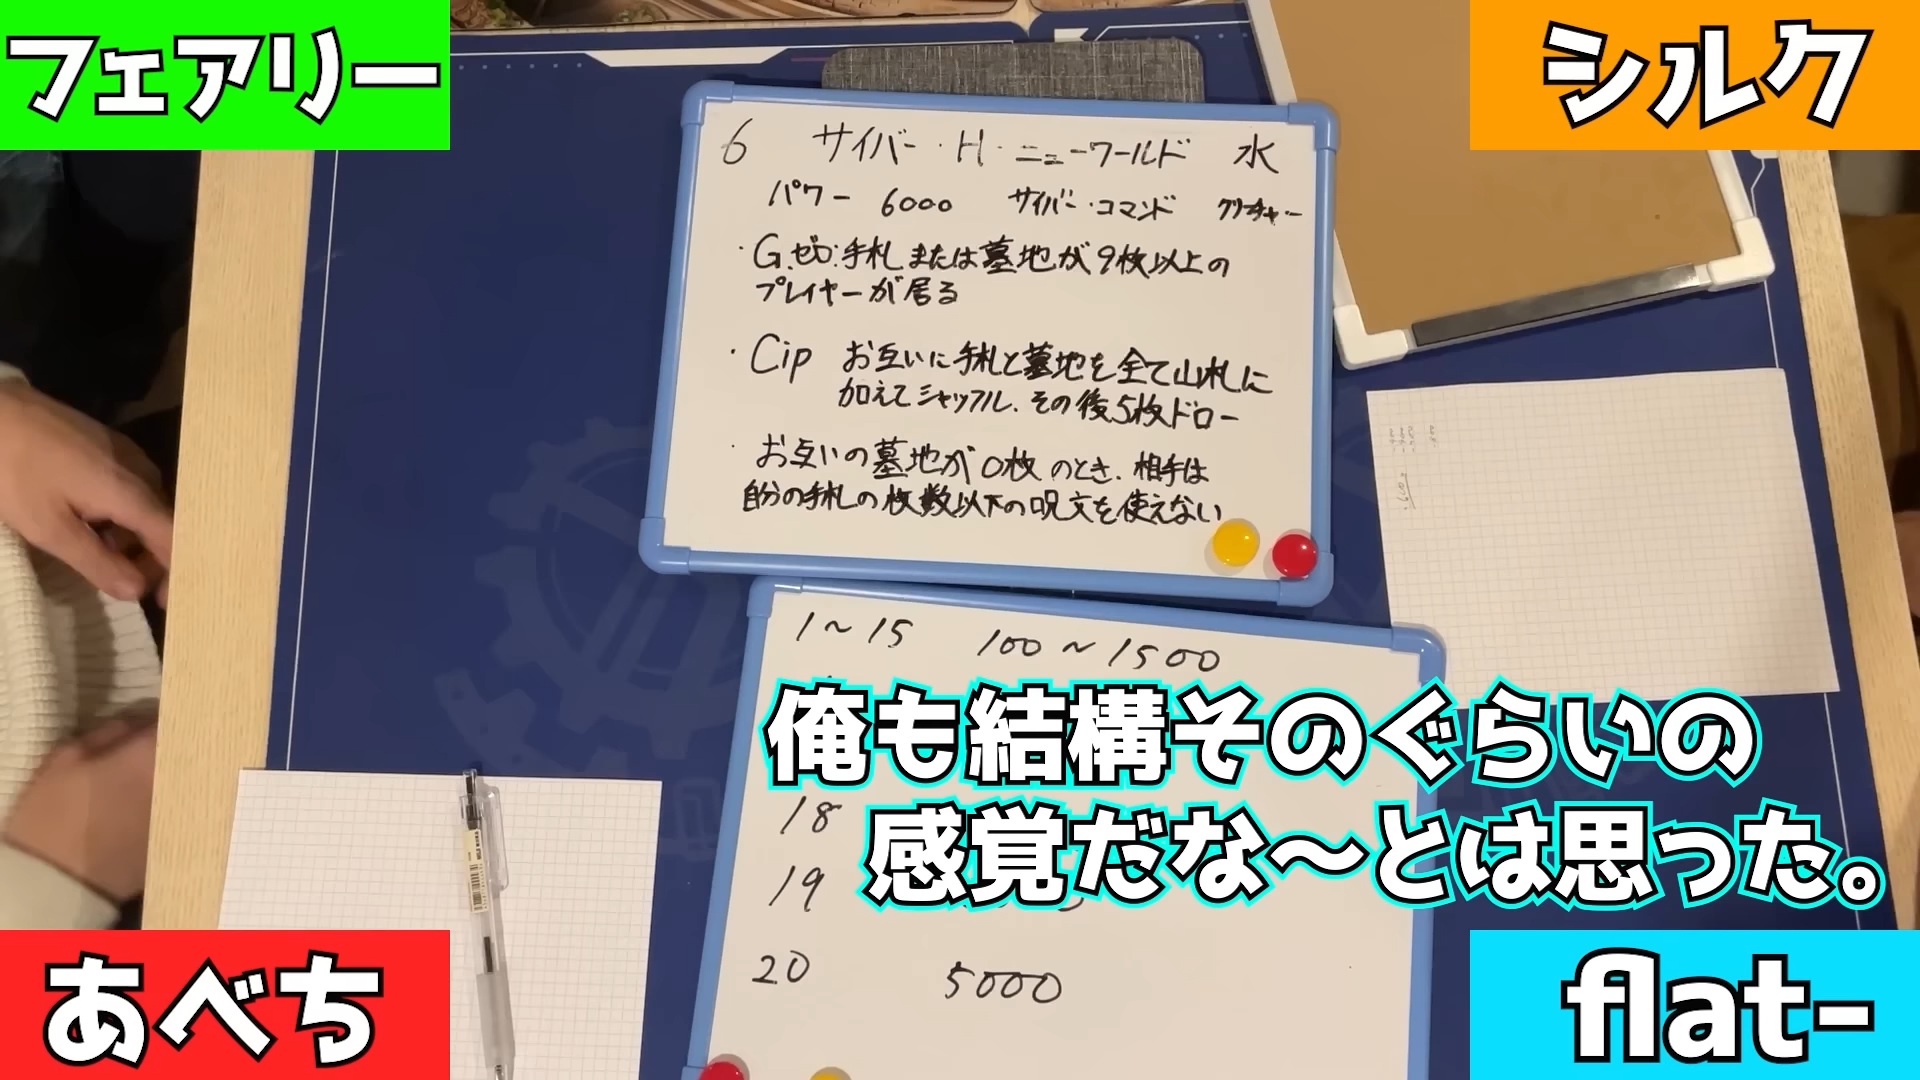 フェアリー
シルク
6 サイバー・H・ニューワールド 水
パワー 6000 サイバー・コマンド クリーチャー
・G・ゼロ:手札または墓地が9枚以上の
プレイヤーが居る
・Cip お互いに手札と墓地を全て山札に
加えてシャッフル、その後5枚ドロー
・お互いの墓地が0枚のとき、相手は
自分の手札の枚数以下の呪文を使えない
1～15 100～1500
俺も結構そのぐらいの
18
感覚だな～とは思った。
19
20 5000
あべち
flat-